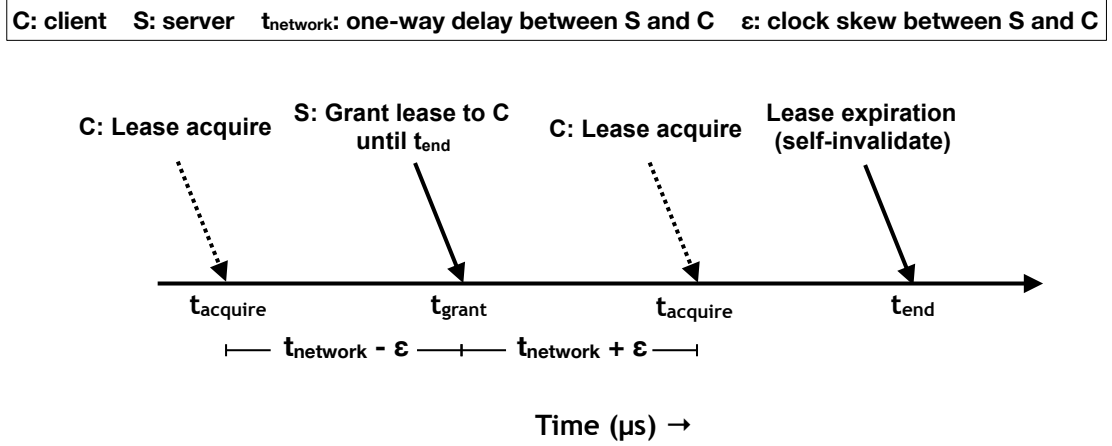 C: client S: server tnetwork: one-way delay between S and C ε: clock skew between S and C
C: Lease acquire
S: Grant lease to C
until tend
C: Lease acquire
Lease expiration
(self-invalidate)
tacquire
tgrant
tacquire
tend
tnetwork - ε
tnetwork + ε
Time (μs) →